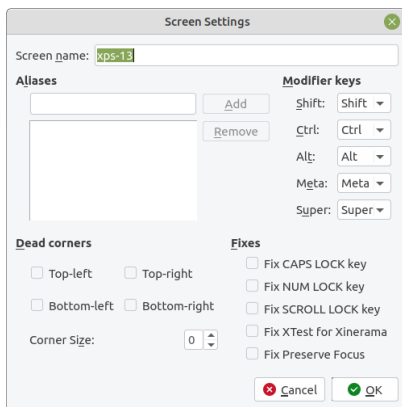 Screen Settings
Screen name: xps-13
Aliases
Add
Remove
Modifier keys
Shift: Shift
Ctrl: Ctrl
Alt: Alt
Meta: Meta
Super: Super
Dead corners
Top-left Top-right
Bottom-left Bottom-right
Corner Size: 0
Fixes
Fix CAPS LOCK key
Fix NUM LOCK key
Fix SCROLL LOCK key
Fix XTest for Xinerama
Fix Preserve Focus
Cancel OK